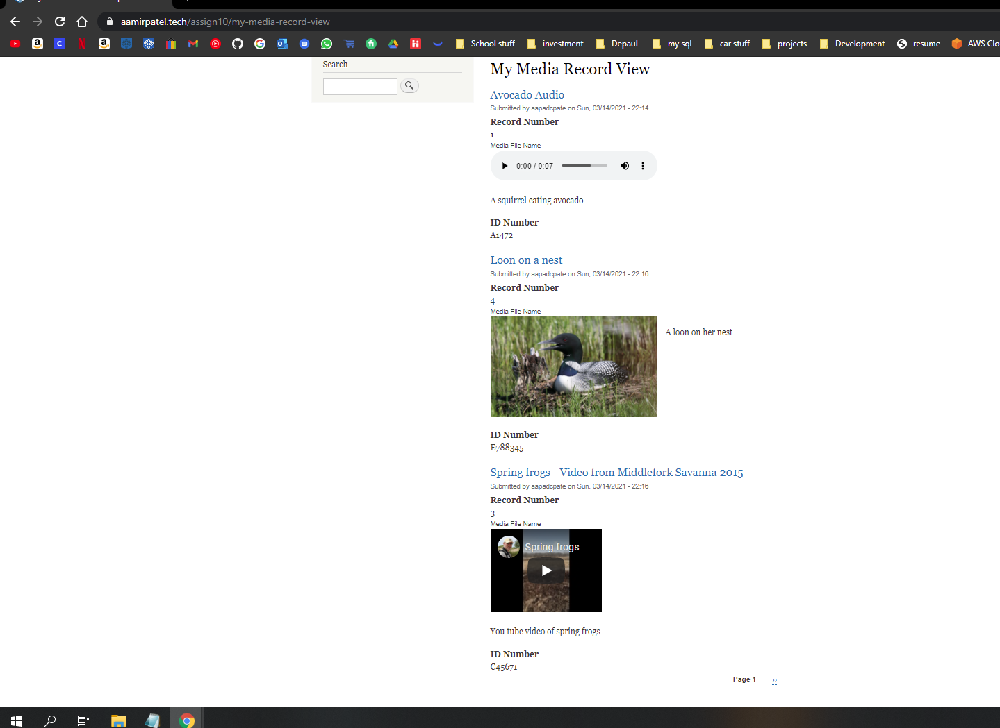 aamirpatel.tech/assign10/my-media-record-view
School stuff investment Depaul my sql car stuff projects Development resume AWS Clo
Search
My Media Record View
Avocado Audio
Submitted by aapadcpate on Sun, 03/14/2021 - 22:14
Record Number
1
Media File Name
0:00 / 0:07
A squirrel eating avocado
ID Number
A1472
Loon on a nest
Submitted by aapadcpate on Sun, 03/14/2021 - 22:16
Record Number
4
Media File Name
A loon on her nest
ID Number
E788345
Spring frogs - Video from Middlefork Savanna 2015
Submitted by aapadcpate on Sun, 03/14/2021 - 22:16
Record Number
3
Media File Name
Spring frogs
You tube video of spring frogs
ID Number
C45671
Page 1 ››